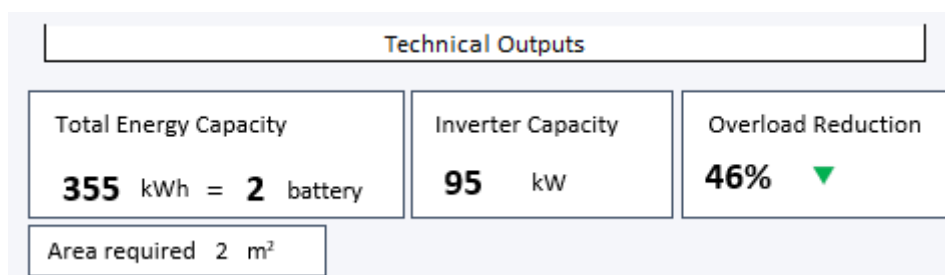 Technical Outputs
Total Energy Capacity
355 kWh = 2 battery
Inverter Capacity
95 kW
Overload Reduction
46% ▼
Area required 2 m²